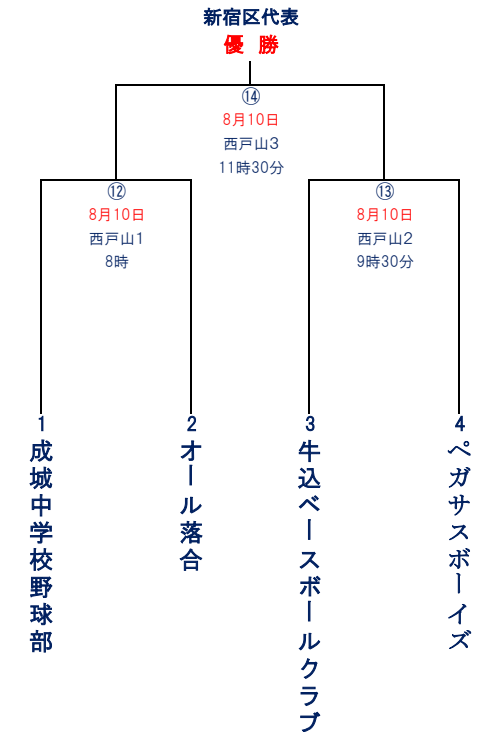 新宿区代表
優 勝
⑭
8月10日
西戸山3
11時30分
⑫
8月10日
西戸山1
8時
⑬
8月10日
西戸山2
9時30分
1
成城中学校野球部
2
オール落合
3
牛込ベースボールクラブ
4
ペガサスボーイズ